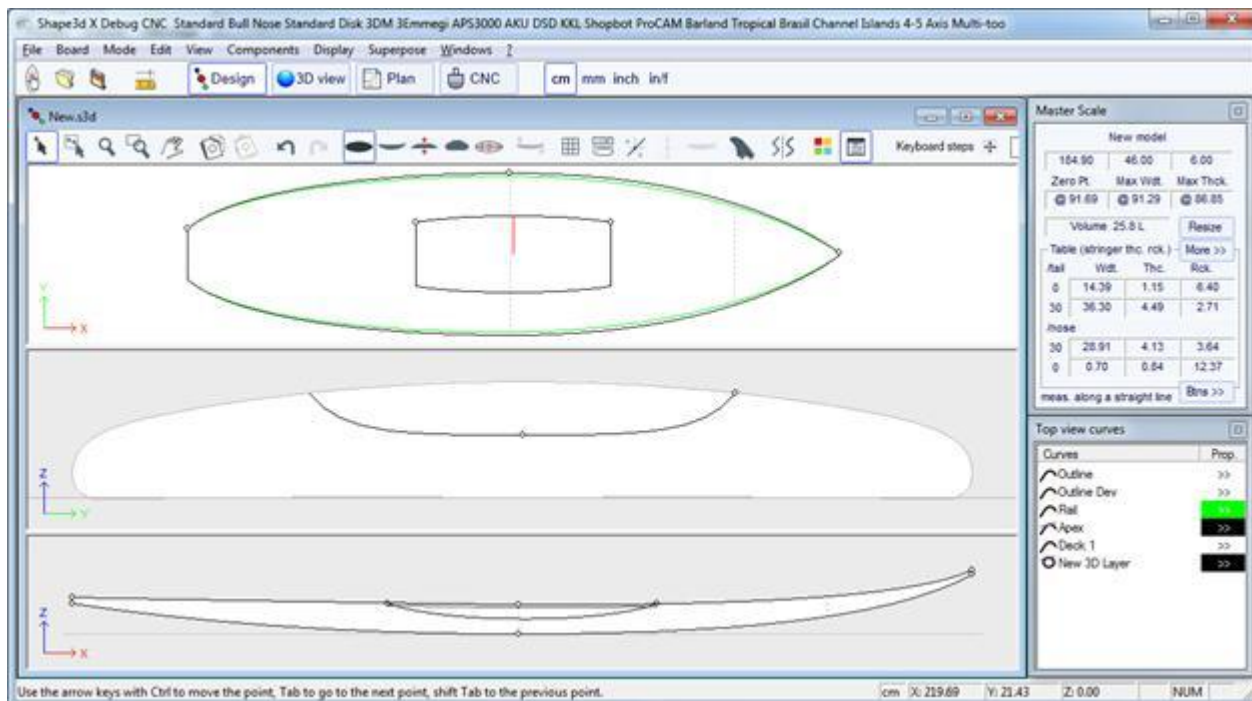 Shape3d X Debug CNC Standard Bull Nose Standard Disk 3DM 3Emmegi APS3000 AKU DSD KKL Shopbot ProCAM Barland Tropical Brasil Channel Islands 4-5 Axis Multi-too
File Board Mode Edit View Components Display Superpose Windows ?
Design 3D view Plan CNC cm mm inch in/f
New.s3d
Keyboard steps
Y
X
Z
Y
Z
X
Master Scale
New model
184.90 46.00 6.00
Zero Pt. Max Wdt. Max Thck.
@ 91.69 @ 91.29 @ 86.85
Volume 25.8 L Resize
Table (stringer thc. rck.) More >>
/tail Wdt. Thc. Rck.
0 14.39 1.15 6.40
30 36.30 4.49 2.71
/nose
30 28.91 4.13 3.64
0 0.70 0.84 12.37
meas. along a straight line Btns >>
Top view curves
Curves Prop.
Outline >>
Outline Dev >>
Rail >>
Apex >>
Deck 1 >>
New 3D Layer >>
Use the arrow keys with Ctrl to move the point, Tab to go to the next point, shift Tab to the previous point.
cm X: 219.69 Y: 21.43 Z: 0.00 NUM